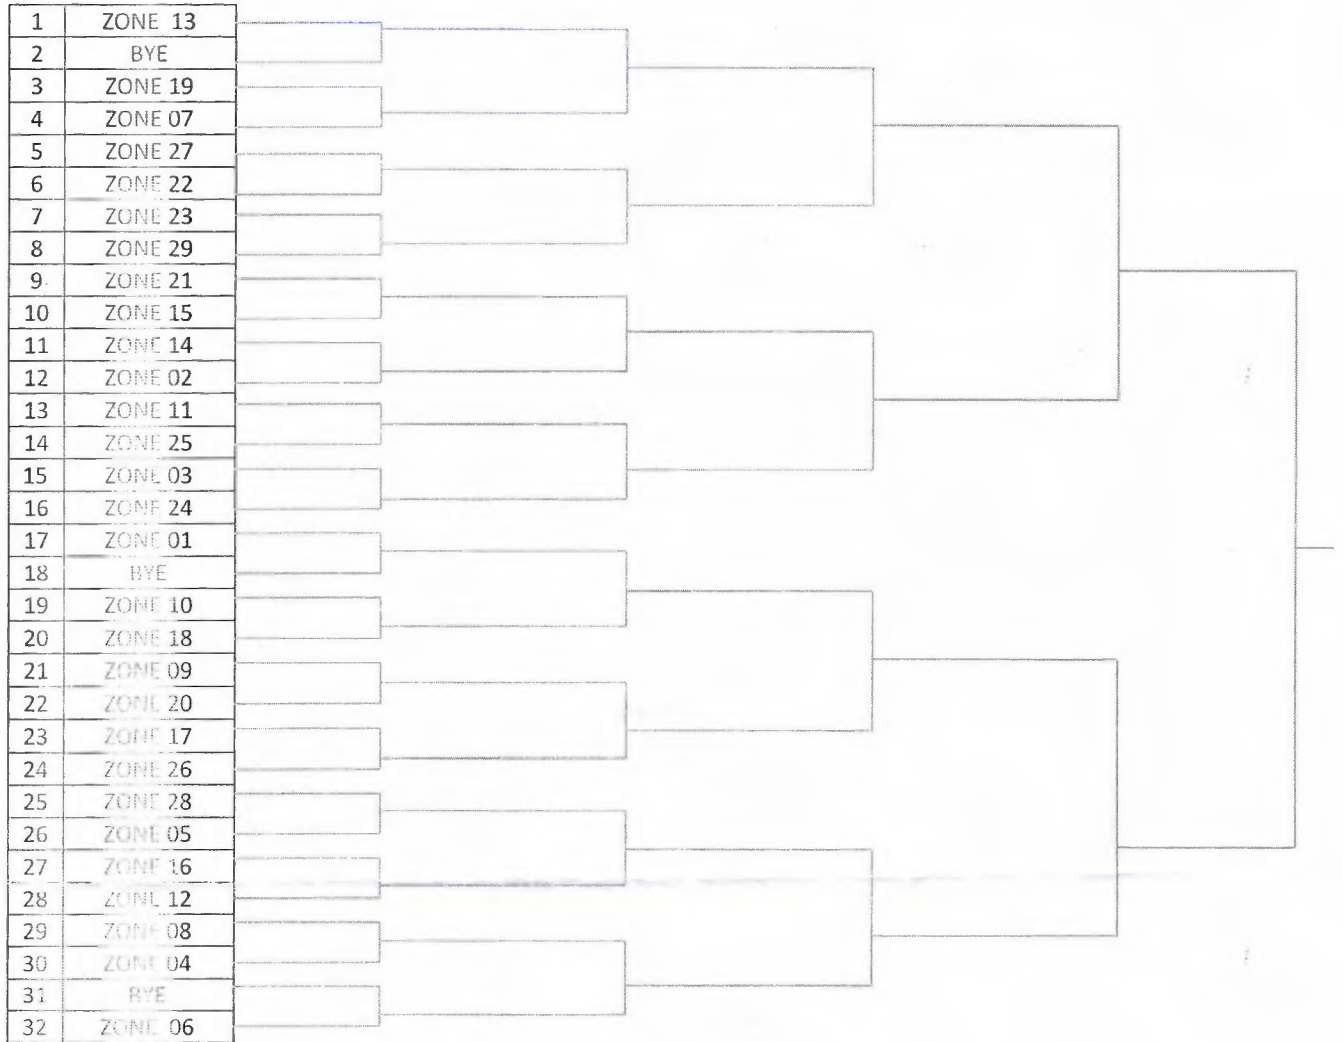 1 ZONE 13
2 BYE
3 ZONE 19
4 ZONE 07
5 ZONE 27
6 ZONE 22
7 ZONE 23
8 ZONE 29
9 ZONE 21
10 ZONE 15
11 ZONE 14
12 ZONE 02
13 ZONE 11
14 ZONE 25
15 ZONE 03
16 ZONE 24
17 ZONE 01
18 BYE
19 ZONE 10
20 ZONE 18
21 ZONE 09
22 ZONE 20
23 ZONE 17
24 ZONE 26
25 ZONE 28
26 ZONE 05
27 ZONE 16
28 ZONE 12
29 ZONE 08
30 ZONE 04
31 BYE
32 ZONE 06